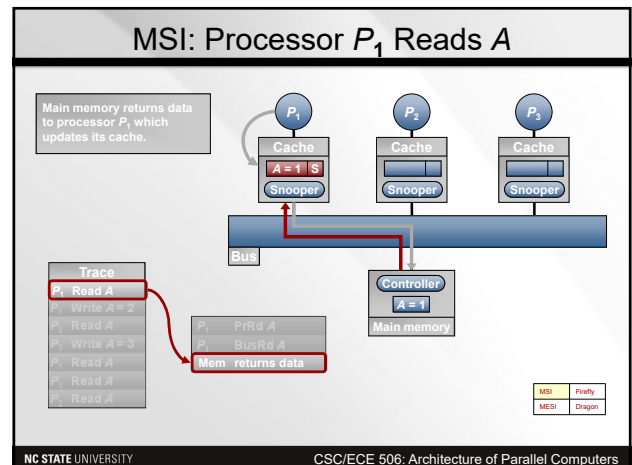 MSI: Processor P1 Reads A
Main memory returns data
to processor P1 which
updates its cache.
P1
P2
P3
Cache
Cache
Cache
A = 1 S
Snooper
Snooper
Snooper
Bus
Controller
A = 1
Main memory
Trace
P1 Read A
P1 Write A = 2
P3 Read A
P3 Write A = 3
P1 Read A
P3 Read A
P2 Read A
P1 PrRd A
P1 BusRd A
Mem returns data
MSI Firefly
MESI Dragon
NC STATE UNIVERSITY
CSC/ECE 506: Architecture of Parallel Computers